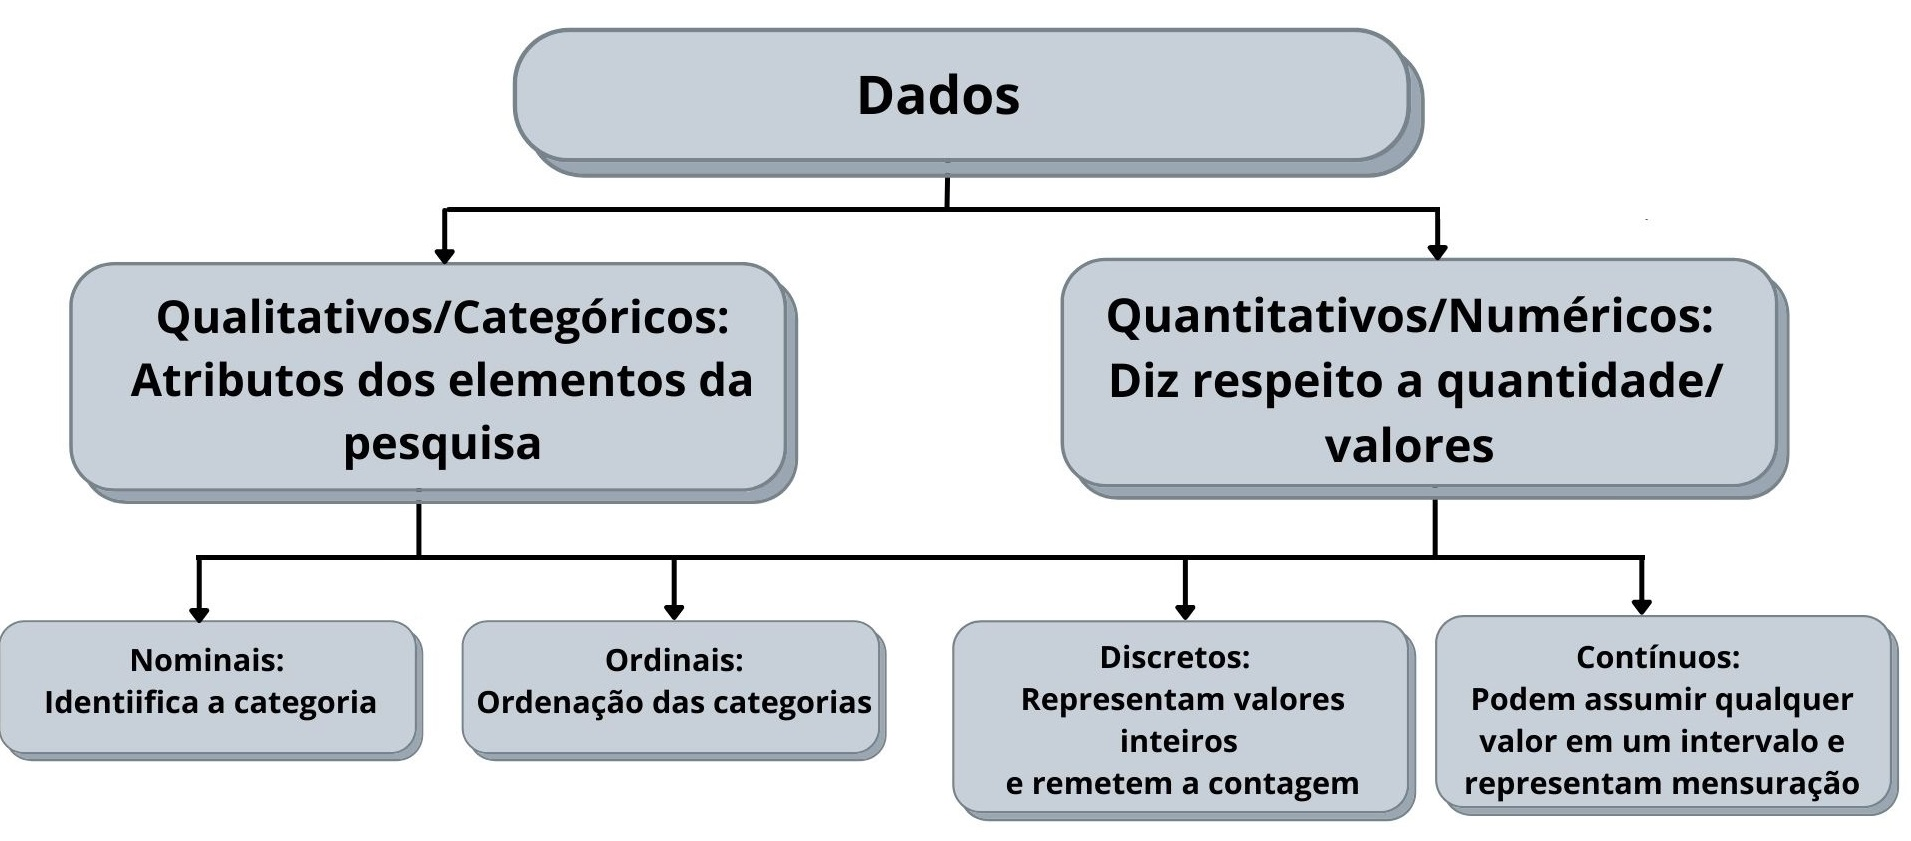 Dados
Qualitativos/Categóricos:
Atributos dos elementos da
pesquisa
Quantitativos/Numéricos:
Diz respeito a quantidade/
valores
Nominais:
Identiifica a categoria
Ordinais:
Ordenação das categorias
Discretos:
Representam valores
inteiros
e remetem a contagem
Contínuos:
Podem assumir qualquer
valor em um intervalo e
representam mensuração